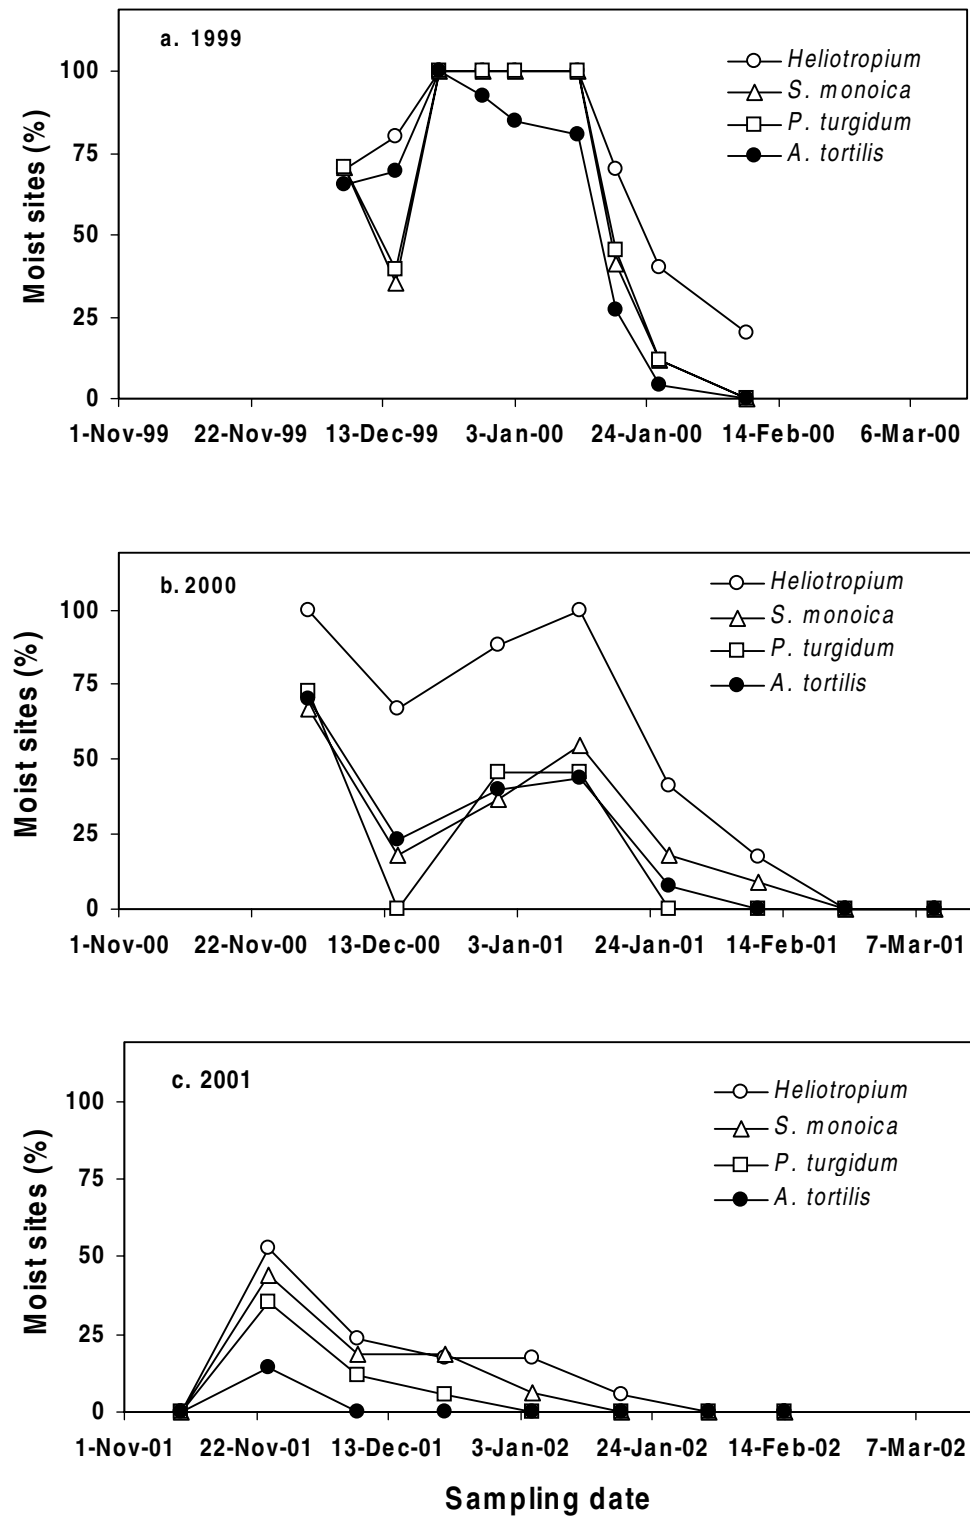 a. 1999
Heliotropium
S. monoica
P. turgidum
A. tortilis
Moist sites (%)
100
75
50
25
0
1-Nov-99 22-Nov-99 13-Dec-99 3-Jan-00 24-Jan-00 14-Feb-00 6-Mar-00
b. 2000
Heliotropium
S. monoica
P. turgidum
A. tortilis
Moist sites (%)
100
75
50
25
0
1-Nov-00 22-Nov-00 13-Dec-00 3-Jan-01 24-Jan-01 14-Feb-01 7-Mar-01
c. 2001
Heliotropium
S. monoica
P. turgidum
A. tortilis
Moist sites (%)
100
75
50
25
0
1-Nov-01 22-Nov-01 13-Dec-01 3-Jan-02 24-Jan-02 14-Feb-02 7-Mar-02
Sampling date